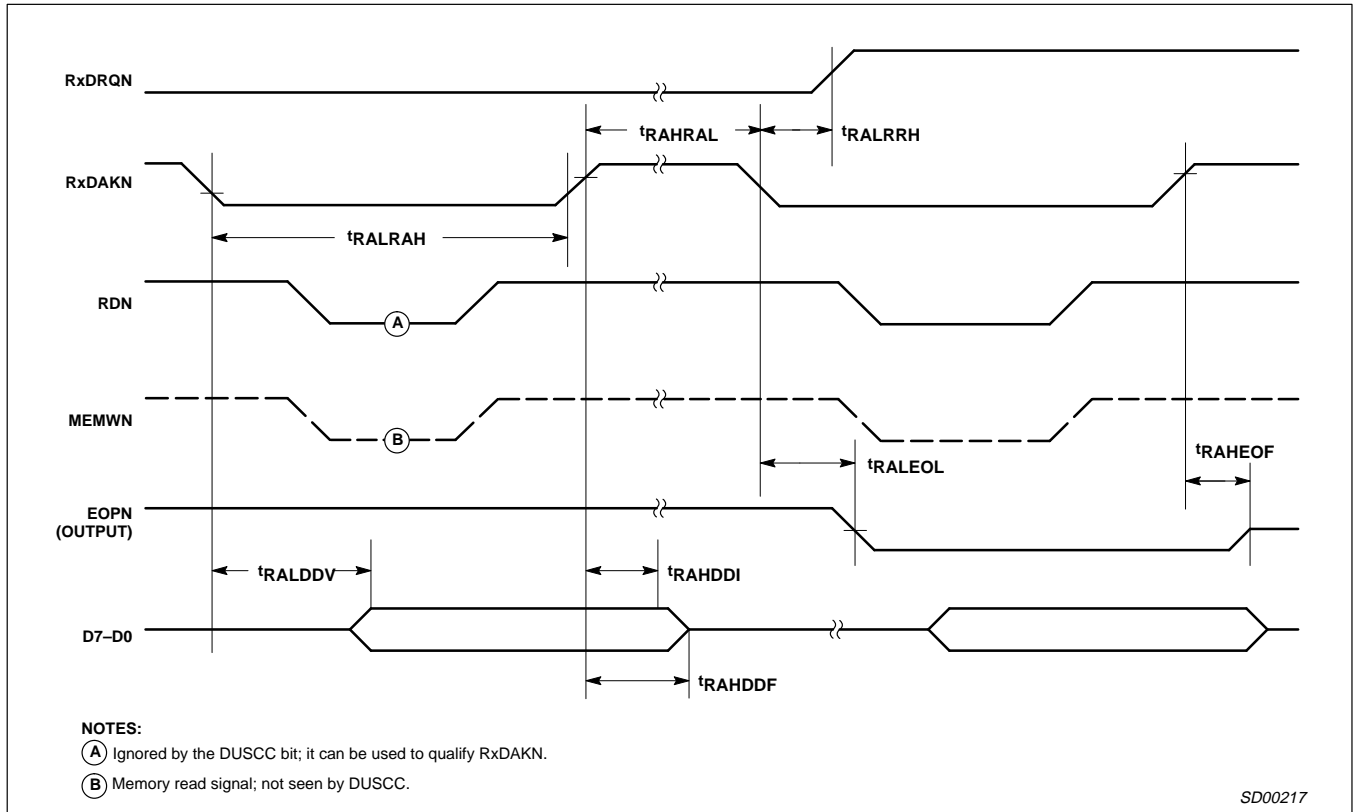 RxDRQN
tRAHRAL
tRALRRH
RxDAKN
tRALRAH
RDN
A
MEMWN
B
tRALEOL
tRAHEOF
EOPN
(OUTPUT)
tRALDDV
tRAHDDI
D7–D0
tRAHDDF
NOTES:
A Ignored by the DUSCC bit; it can be used to qualify RxDAKN.
B Memory read signal; not seen by DUSCC.
SD00217